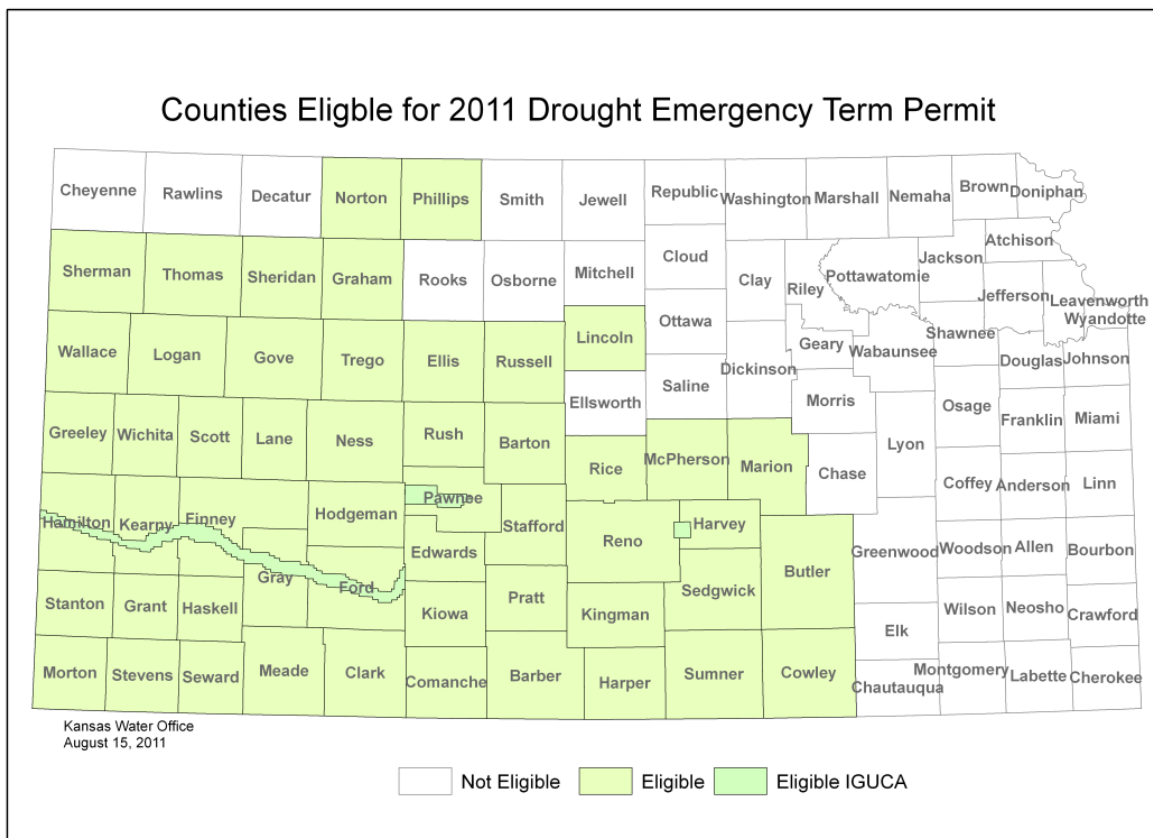 Counties Eligble for 2011 Drought Emergency Term Permit
Cheyenne
Rawlins
Decatur
Norton
Phillips
Smith
Jewell
Republic
Washington
Marshall
Nemaha
Brown
Doniphan
Sherman
Thomas
Sheridan
Graham
Rooks
Osborne
Mitchell
Cloud
Clay
Riley
Pottawatomie
Jackson
Atchison
Jefferson
Leavenworth
Wyandotte
Wallace
Logan
Gove
Trego
Ellis
Russell
Lincoln
Ottawa
Saline
Dickinson
Geary
Wabaunsee
Shawnee
Douglas
Johnson
Ellsworth
Morris
Osage
Franklin
Miami
Greeley
Wichita
Scott
Lane
Ness
Rush
Barton
Rice
McPherson
Marion
Chase
Lyon
Coffey
Anderson
Linn
Hamilton
Kearny
Finney
Hodgeman
Pawnee
Stafford
Reno
Harvey
Butler
Greenwood
Woodson
Allen
Bourbon
Gray
Ford
Edwards
Stanton
Grant
Haskell
Kiowa
Pratt
Kingman
Sedgwick
Elk
Wilson
Neosho
Crawford
Morton
Stevens
Seward
Meade
Clark
Comanche
Barber
Harper
Sumner
Cowley
Chautauqua
Montgomery
Labette
Cherokee
Kansas Water Office
August 15, 2011
Not Eligible
Eligible
Eligible IGUCA